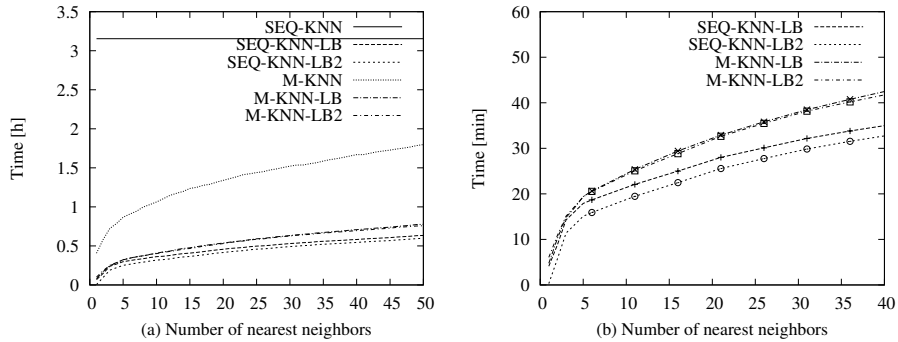 4
3.5
3
2.5
2
1.5
1
0.5
0
Time [h]
SEQ-KNN
SEQ-KNN-LB
SEQ-KNN-LB2
M-KNN
M-KNN-LB
M-KNN-LB2
0 5 10 15 20 25 30 35 40 45 50
(a) Number of nearest neighbors
60
50
40
30
20
10
0
Time [min]
SEQ-KNN-LB
SEQ-KNN-LB2
M-KNN-LB
M-KNN-LB2
0 5 10 15 20 25 30 35 40
(b) Number of nearest neighbors